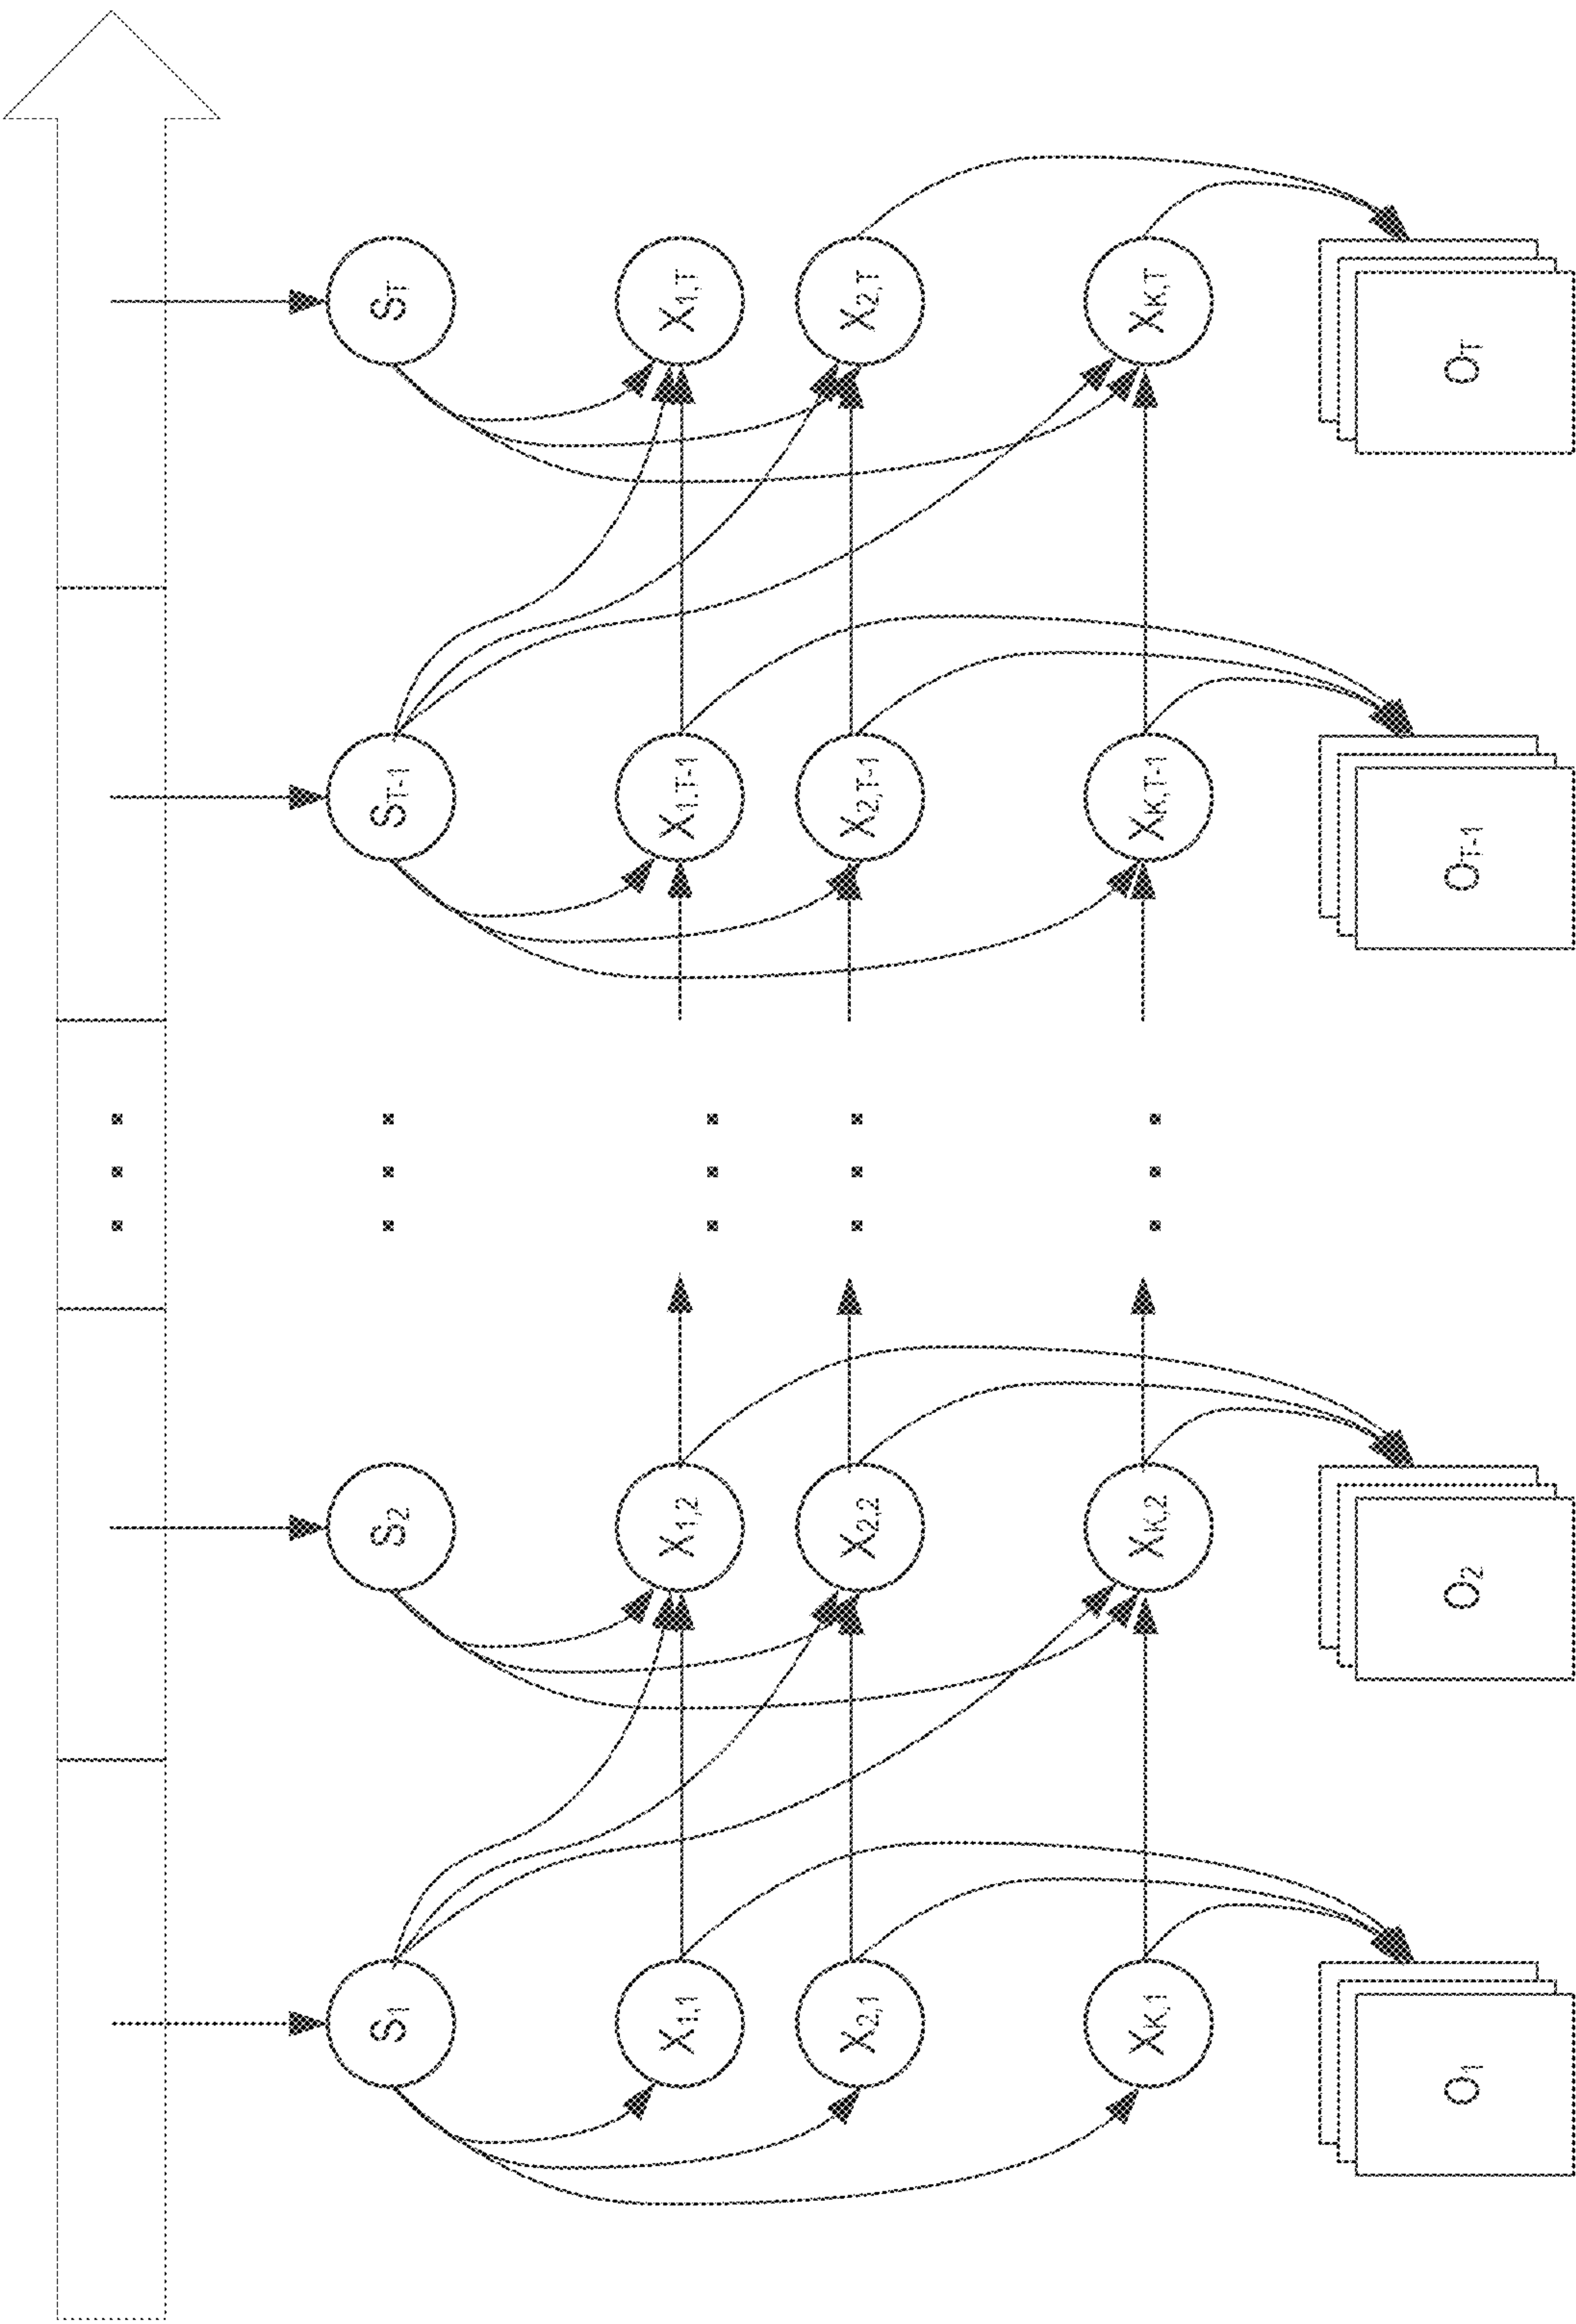 S1
S2
ST-1
ST
X1,1
X1,2
X1,T-1
X1,T
X2,1
X2,2
X2,T-1
X2,T
XK,1
XK,2
XK,T-1
XK,T
O1
O2
OT-1
OT